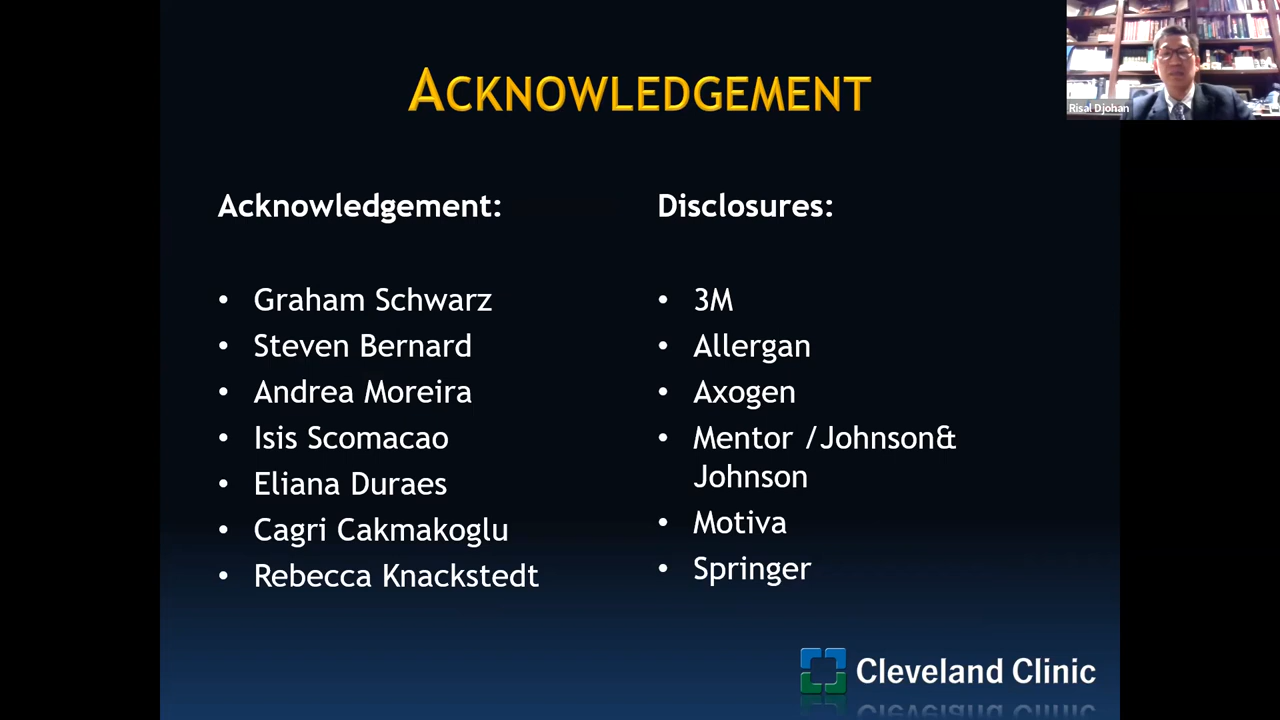 ACKNOWLEDGEMENT
Risal Djohan
Acknowledgement:
• Graham Schwarz
• Steven Bernard
• Andrea Moreira
• Isis Scomacao
• Eliana Duraes
• Cagri Cakmakoglu
• Rebecca Knackstedt
Disclosures:
• 3M
• Allergan
• Axogen
• Mentor /Johnson&
Johnson
• Motiva
• Springer
Cleveland Clinic